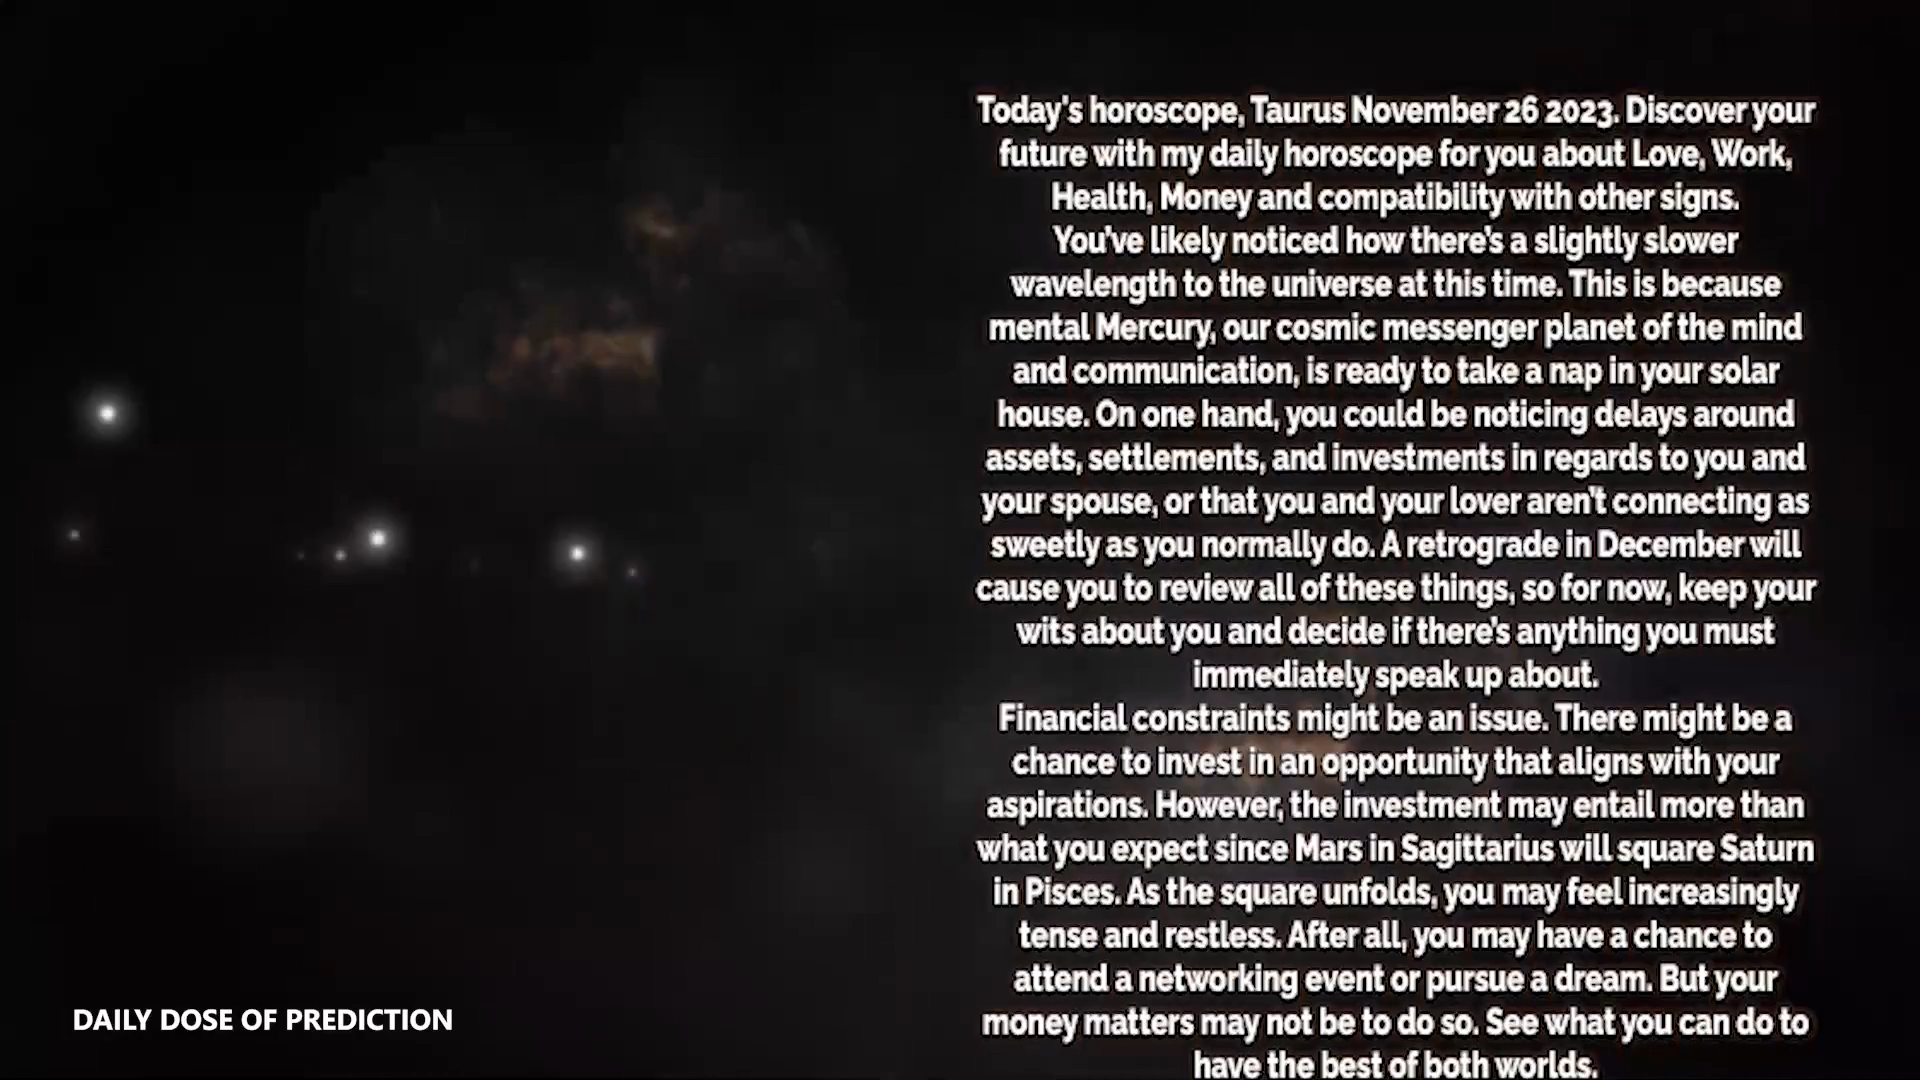 Today's horoscope, Taurus November 26 2023. Discover your
future with my daily horoscope for you about Love, Work,
Health, Money and compatibility with other signs.
You've likely noticed how there's a slightly slower
wavelength to the universe at this time. This is because
mental Mercury, our cosmic messenger planet of the mind
and communication, is ready to take a nap in your solar
house. On one hand, you could be noticing delays around
assets, settlements, and investments in regards to you and
your spouse, or that you and your lover aren't connecting as
sweetly as you normally do. A retrograde in December will
cause you to review all of these things, so for now, keep your
wits about you and decide if there's anything you must
immediately speak up about.
Financial constraints might be an issue. There might be a
chance to invest in an opportunity that aligns with your
aspirations. However, the investment may entail more than
what you expect since Mars in Sagittarius will square Saturn
in Pisces. As the square unfolds, you may feel increasingly
tense and restless. After all, you may have a chance to
attend a networking event or pursue a dream. But your
money matters may not be to do so. See what you can do to
have the best of both worlds.
DAILY DOSE OF PREDICTION